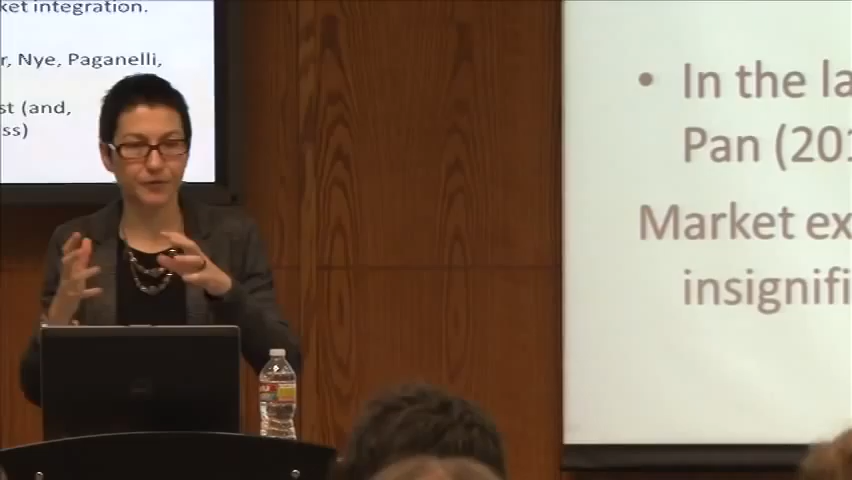 ket integration.
r, Nye, Paganelli,
st (and,
ss)
• In the la
Pan (201
Market ex
insignifi